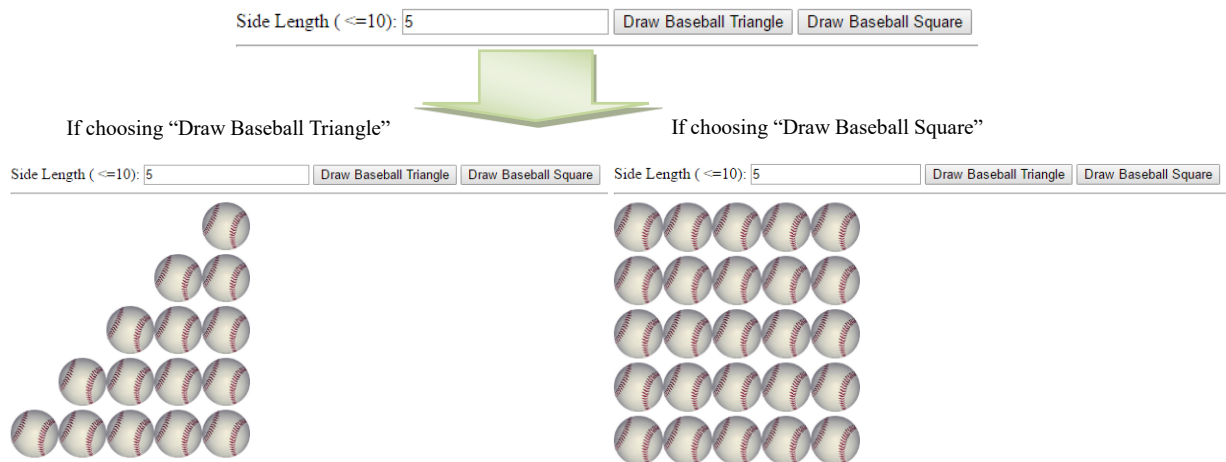 Side Length ( <=10): 5 Draw Baseball Triangle Draw Baseball Square
If choosing “Draw Baseball Triangle”
If choosing “Draw Baseball Square”
Side Length ( <=10): 5 Draw Baseball Triangle Draw Baseball Square
Side Length ( <=10): 5 Draw Baseball Triangle Draw Baseball Square